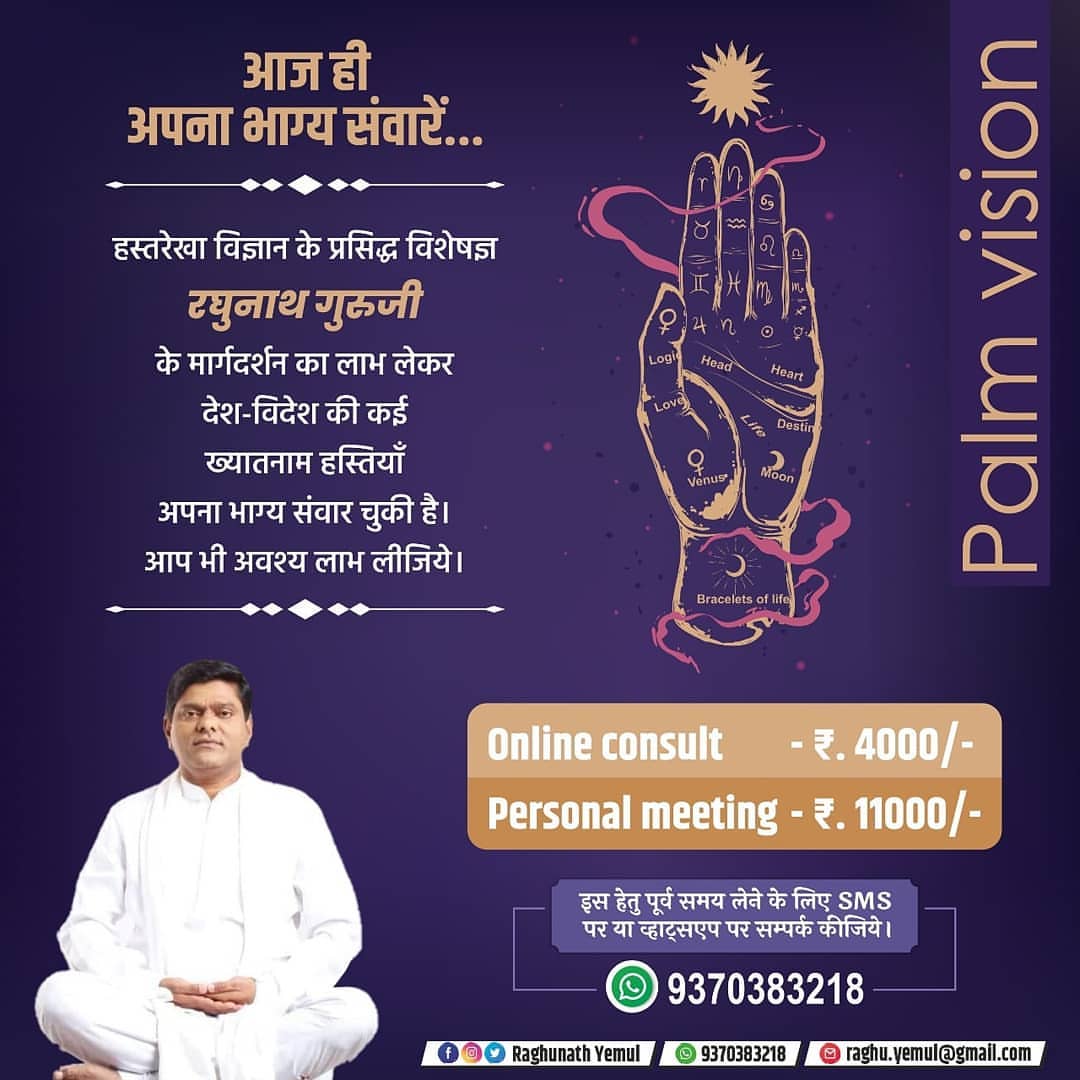 आज ही
अपना भाग्य संवारें...
हस्तरेखा विज्ञान के प्रसिद्ध विशेषज्ञ
रघुनाथ गुरुजी
के मार्गदर्शन का लाभ लेकर
देश-विदेश की कई
ख्यातनाम हस्तियाँ
अपना भाग्य संवार चुकी है।
आप भी अवश्य लाभ लीजिये।
Palm vision
Logic
Head
Heart
Love
Life
Destin
Venus
Moon
Bracelets of life
Online consult - ₹. 4000/-
Personal meeting - ₹. 11000/-
इस हेतु पूर्व समय लेने के लिए SMS
पर या व्हाट्सएप पर सम्पर्क कीजिये।
9370383218
Raghunath Yemul 9370383218 raghu.yemul@gmail.com